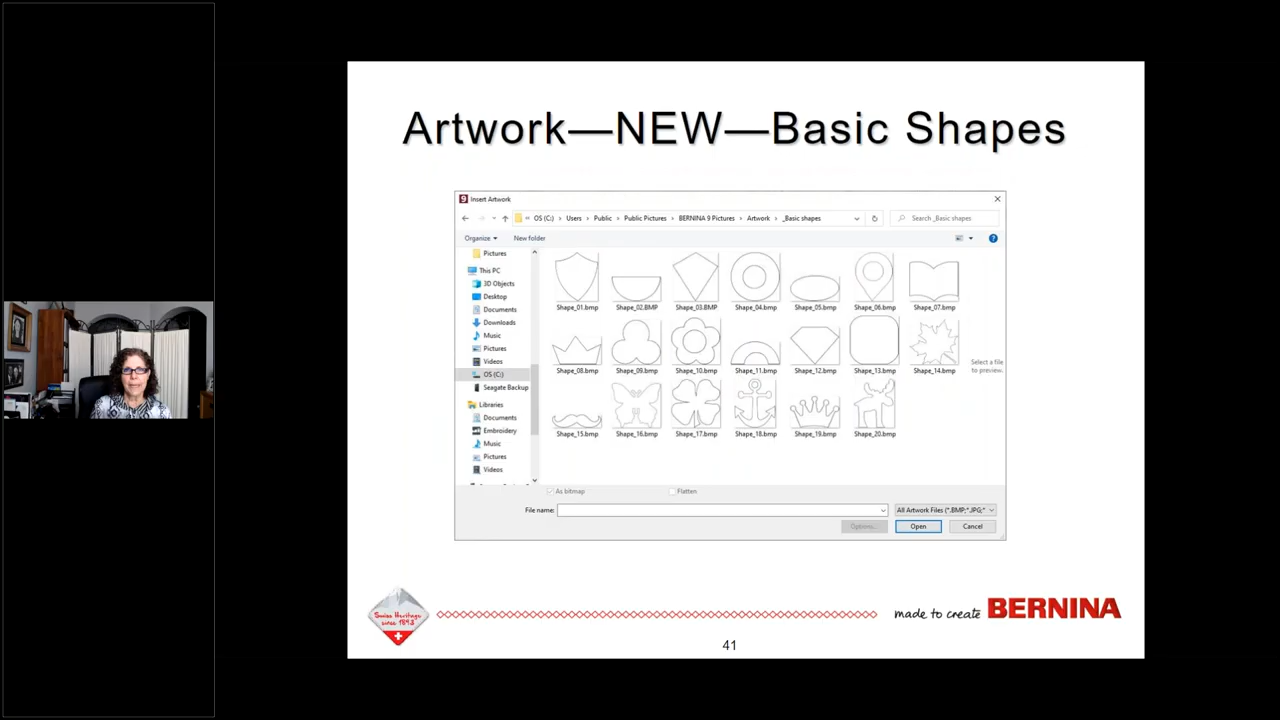 Artwork—NEW—Basic Shapes
Insert Artwork
OS (C:) Users Public Public Pictures BERNINA 9 Pictures Artwork _Basic shapes Search _Basic shapes
Organize New folder
Pictures
This PC
3D Objects
Desktop
Documents
Downloads
Music
Pictures
Videos
OS (C:)
Seagate Backup
Libraries
Documents
Embroidery
Music
Pictures
Videos
Shape_01.bmp Shape_02.BMP Shape_03.BMP Shape_04.bmp Shape_05.bmp Shape_06.bmp Shape_07.bmp
Shape_08.bmp Shape_09.bmp Shape_10.bmp Shape_11.bmp Shape_12.bmp Shape_13.bmp Shape_14.bmp
Shape_15.bmp Shape_16.bmp Shape_17.bmp Shape_18.bmp Shape_19.bmp Shape_20.bmp
Select a file
to preview.
As bitmap Flatten
File name: All Artwork Files (*.BMP;*.JPG;*
Options... Open Cancel
Swiss Heritage
since 1893
made to create BERNINA
41